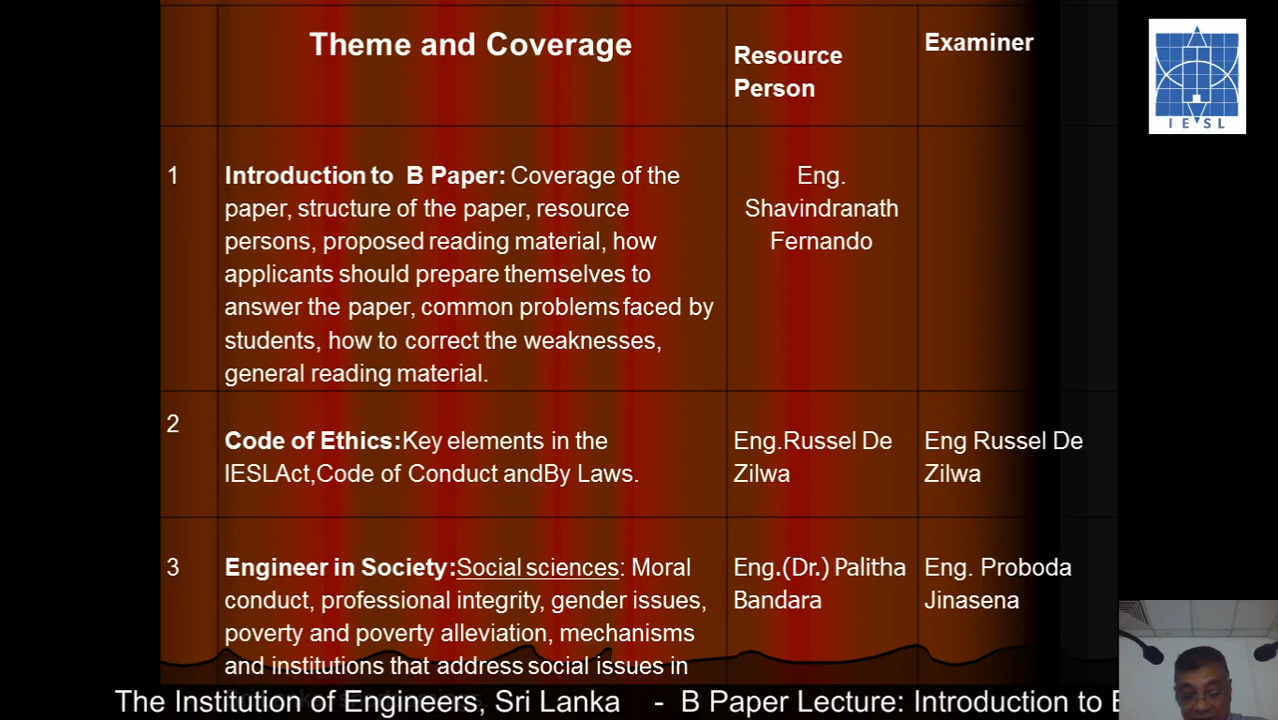 Theme and Coverage
Resource
Person
Examiner
IESL
1
Introduction to B Paper: Coverage of the
paper, structure of the paper, resource
persons, proposed reading material, how
applicants should prepare themselves to
answer the paper, common problems faced by
students, how to correct the weaknesses,
general reading material.
Eng.
Shavindranath
Fernando
2
Code of Ethics:Key elements in the
IESLAct,Code of Conduct andBy Laws.
Eng.Russel De
Zilwa
Eng Russel De
Zilwa
3
Engineer in Society:Social sciences: Moral
conduct, professional integrity, gender issues,
poverty and poverty alleviation, mechanisms
and institutions that address social issues in
Eng.(Dr.) Palitha
Bandara
Eng. Proboda
Jinasena
The Institution of Engineers, Sri Lanka - B Paper Lecture: Introduction to